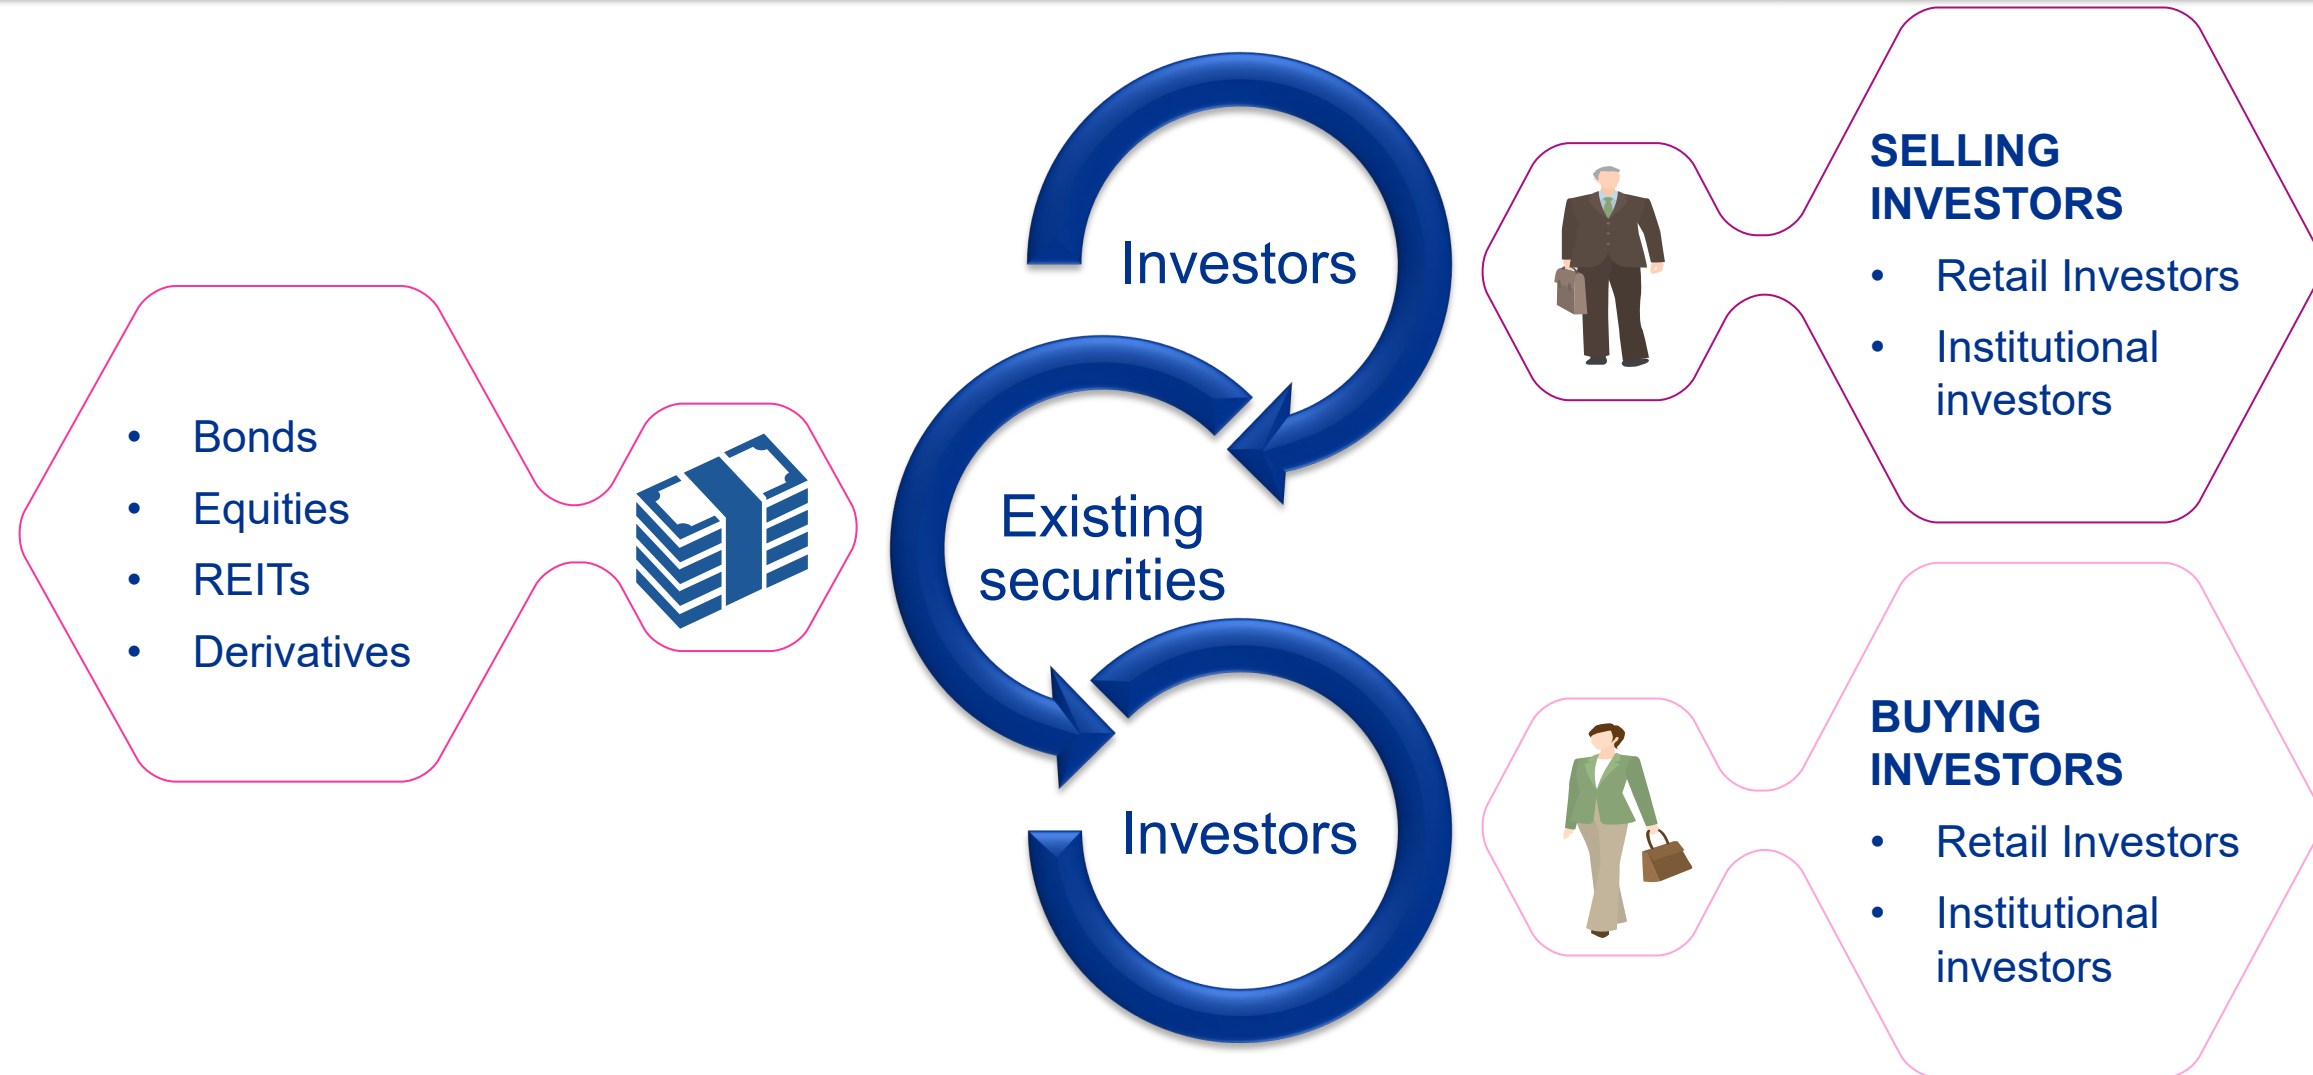 • Bonds
• Equities
• REITs
• Derivatives
Investors
Existing
securities
Investors
SELLING
INVESTORS
• Retail Investors
• Institutional
investors
BUYING
INVESTORS
• Retail Investors
• Institutional
investors